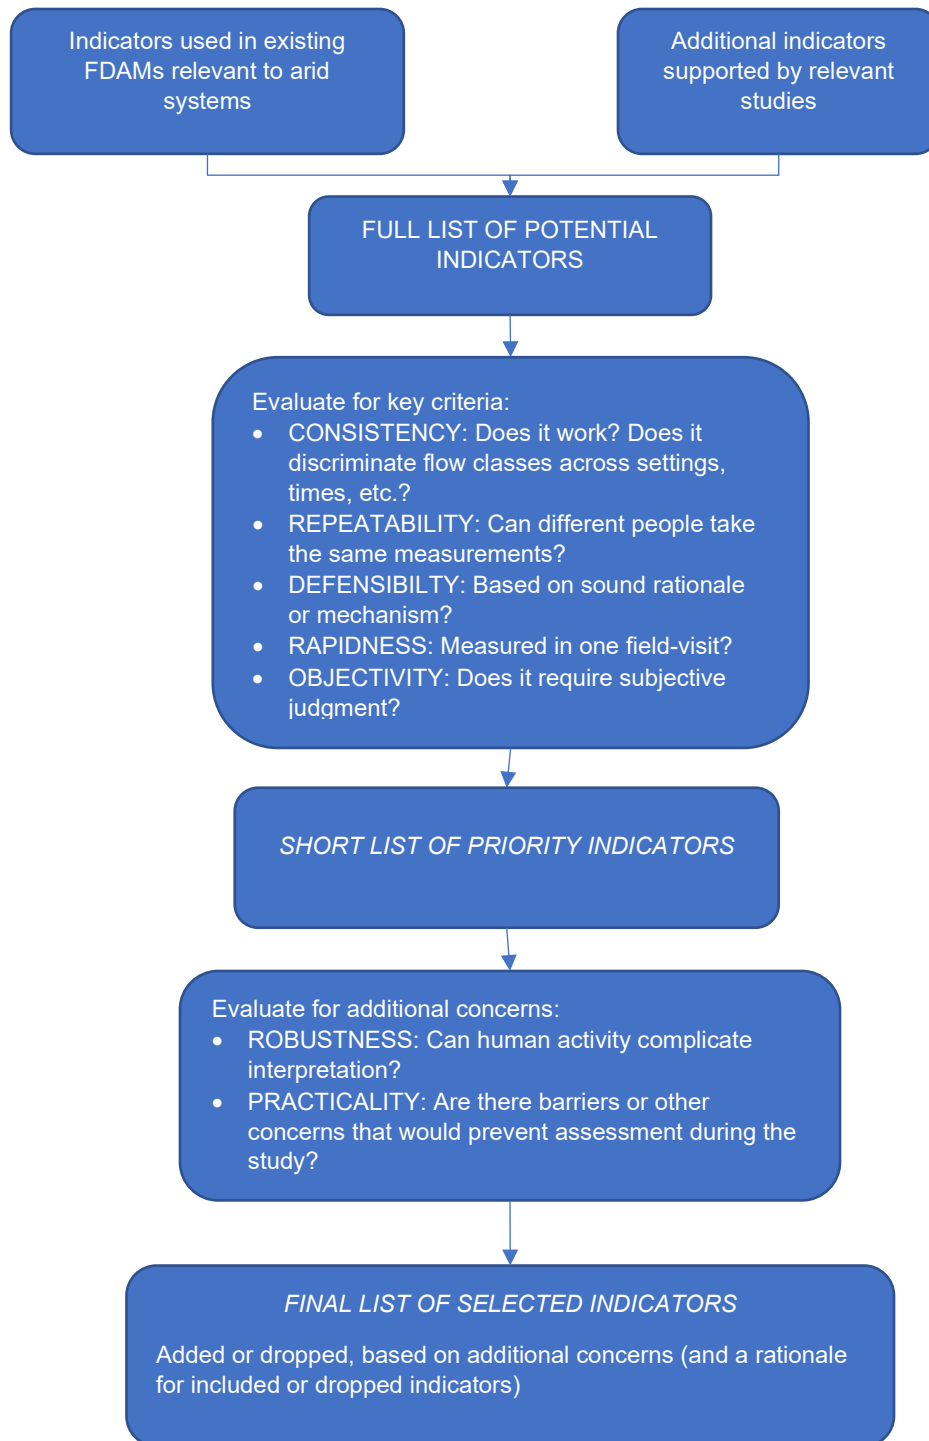 Indicators used in existing
FDAMs relevant to arid
systems
Additional indicators
supported by relevant
studies
FULL LIST OF POTENTIAL
INDICATORS
Evaluate for key criteria:
• CONSISTENCY: Does it work? Does it
discriminate flow classes across settings,
times, etc.?
• REPEATABILITY: Can different people take
the same measurements?
• DEFENSIBILTY: Based on sound rationale
or mechanism?
• RAPIDNESS: Measured in one field-visit?
• OBJECTIVITY: Does it require subjective
judgment?
SHORT LIST OF PRIORITY INDICATORS
Evaluate for additional concerns:
• ROBUSTNESS: Can human activity complicate
interpretation?
• PRACTICALITY: Are there barriers or other
concerns that would prevent assessment during the
study?
FINAL LIST OF SELECTED INDICATORS
Added or dropped, based on additional concerns (and a rationale
for included or dropped indicators)